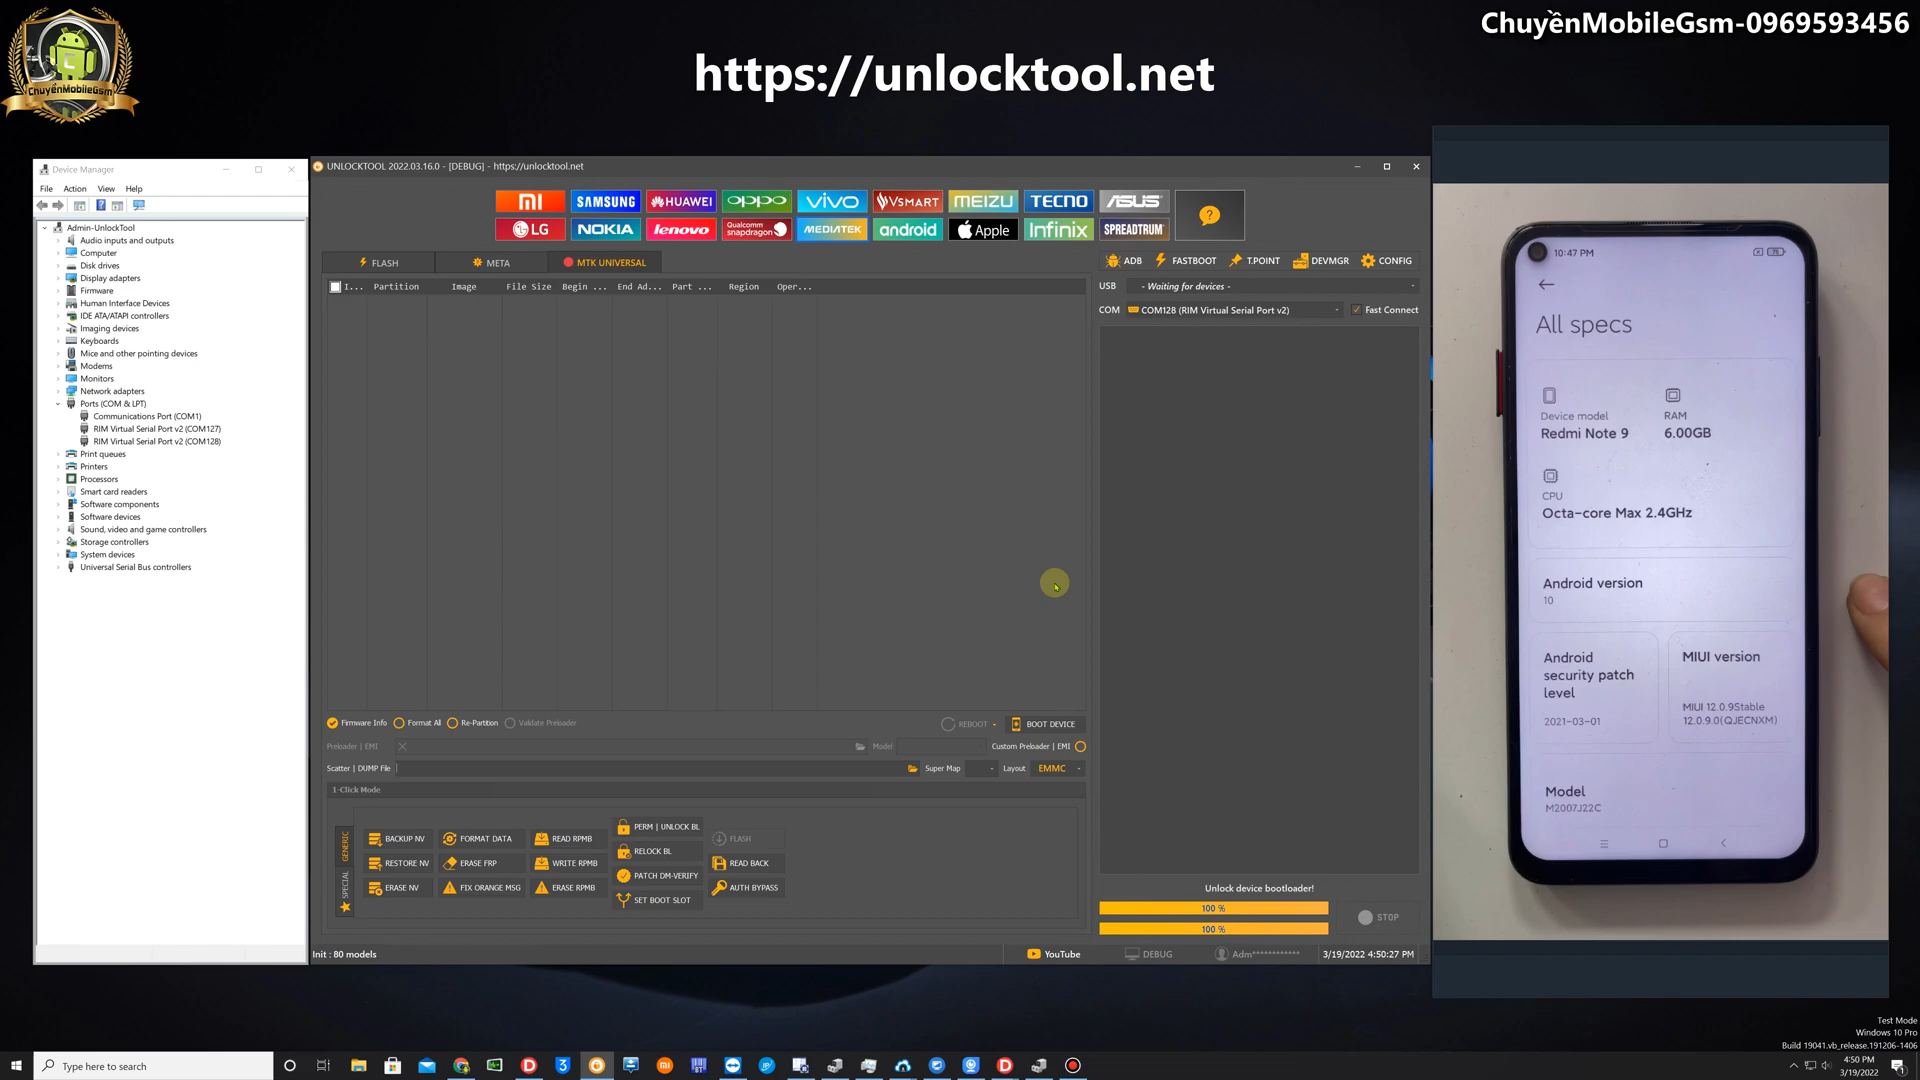 ChuyềnMobileGsm-0969593456
https://unlocktool.net
ChuyềnMobileGsm
Device Manager
File Action View Help
Admin-UnlockTool
Audio inputs and outputs
Computer
Disk drives
Display adapters
Firmware
Human Interface Devices
IDE ATA/ATAPI controllers
Imaging devices
Keyboards
Mice and other pointing devices
Modems
Monitors
Network adapters
Ports (COM & LPT)
Communications Port (COM1)
RIM Virtual Serial Port v2 (COM127)
RIM Virtual Serial Port v2 (COM128)
Print queues
Printers
Processors
Smart card readers
Software components
Software devices
Sound, video and game controllers
Storage controllers
System devices
Universal Serial Bus controllers
UNLOCKTOOL 2022.03.16.0 - [DEBUG] - https://unlocktool.net
MI SAMSUNG HUAWEI oppo vivo VSMART MEIZU TECNO ASUS
LG NOKIA lenovo Qualcomm snapdragon MEDIATEK android Apple Infinix SPREADTRUM ?
FLASH META MTK UNIVERSAL
ADB FASTBOOT T.POINT DEVMGR CONFIG
I... Partition Image File Size Begin ... End Ad... Part ... Region Oper...
USB - Waiting for devices -
COM COM128 (RIM Virtual Serial Port v2) Fast Connect
Firmware Info Format All Re-Partition Validate Preloader REBOOT BOOT DEVICE
Preloader | EMI Model Custom Preloader | EMI
Scatter | DUMP File Super Map Layout EMMC
1-Click Mode
GENERIC
SPECIAL
BACKUP NV FORMAT DATA READ RPMB PERM | UNLOCK BL FLASH
RESTORE NV ERASE FRP WRITE RPMB RELOCK BL READ BACK
ERASE NV FIX ORANGE MSG ERASE RPMB PATCH DM-VERIFY AUTH BYPASS
SET BOOT SLOT
Unlock device bootloader!
100 %
100 %
STOP
Init : 80 models
YouTube DEBUG Adm*********** 3/19/2022 4:50:27 PM
10:47 PM
All specs
Device model
Redmi Note 9
RAM
6.00GB
CPU
Octa-core Max 2.4GHz
Android version
10
Android
security patch
level
2021-03-01
MIUI version
MIUI 12.0.9Stable
12.0.9.0(QJECNXM)
Model
M2007J22C
Test Mode
Windows 10 Pro
Build 19041.vb_release.191206-1406
Type here to search
4:50 PM
3/19/2022